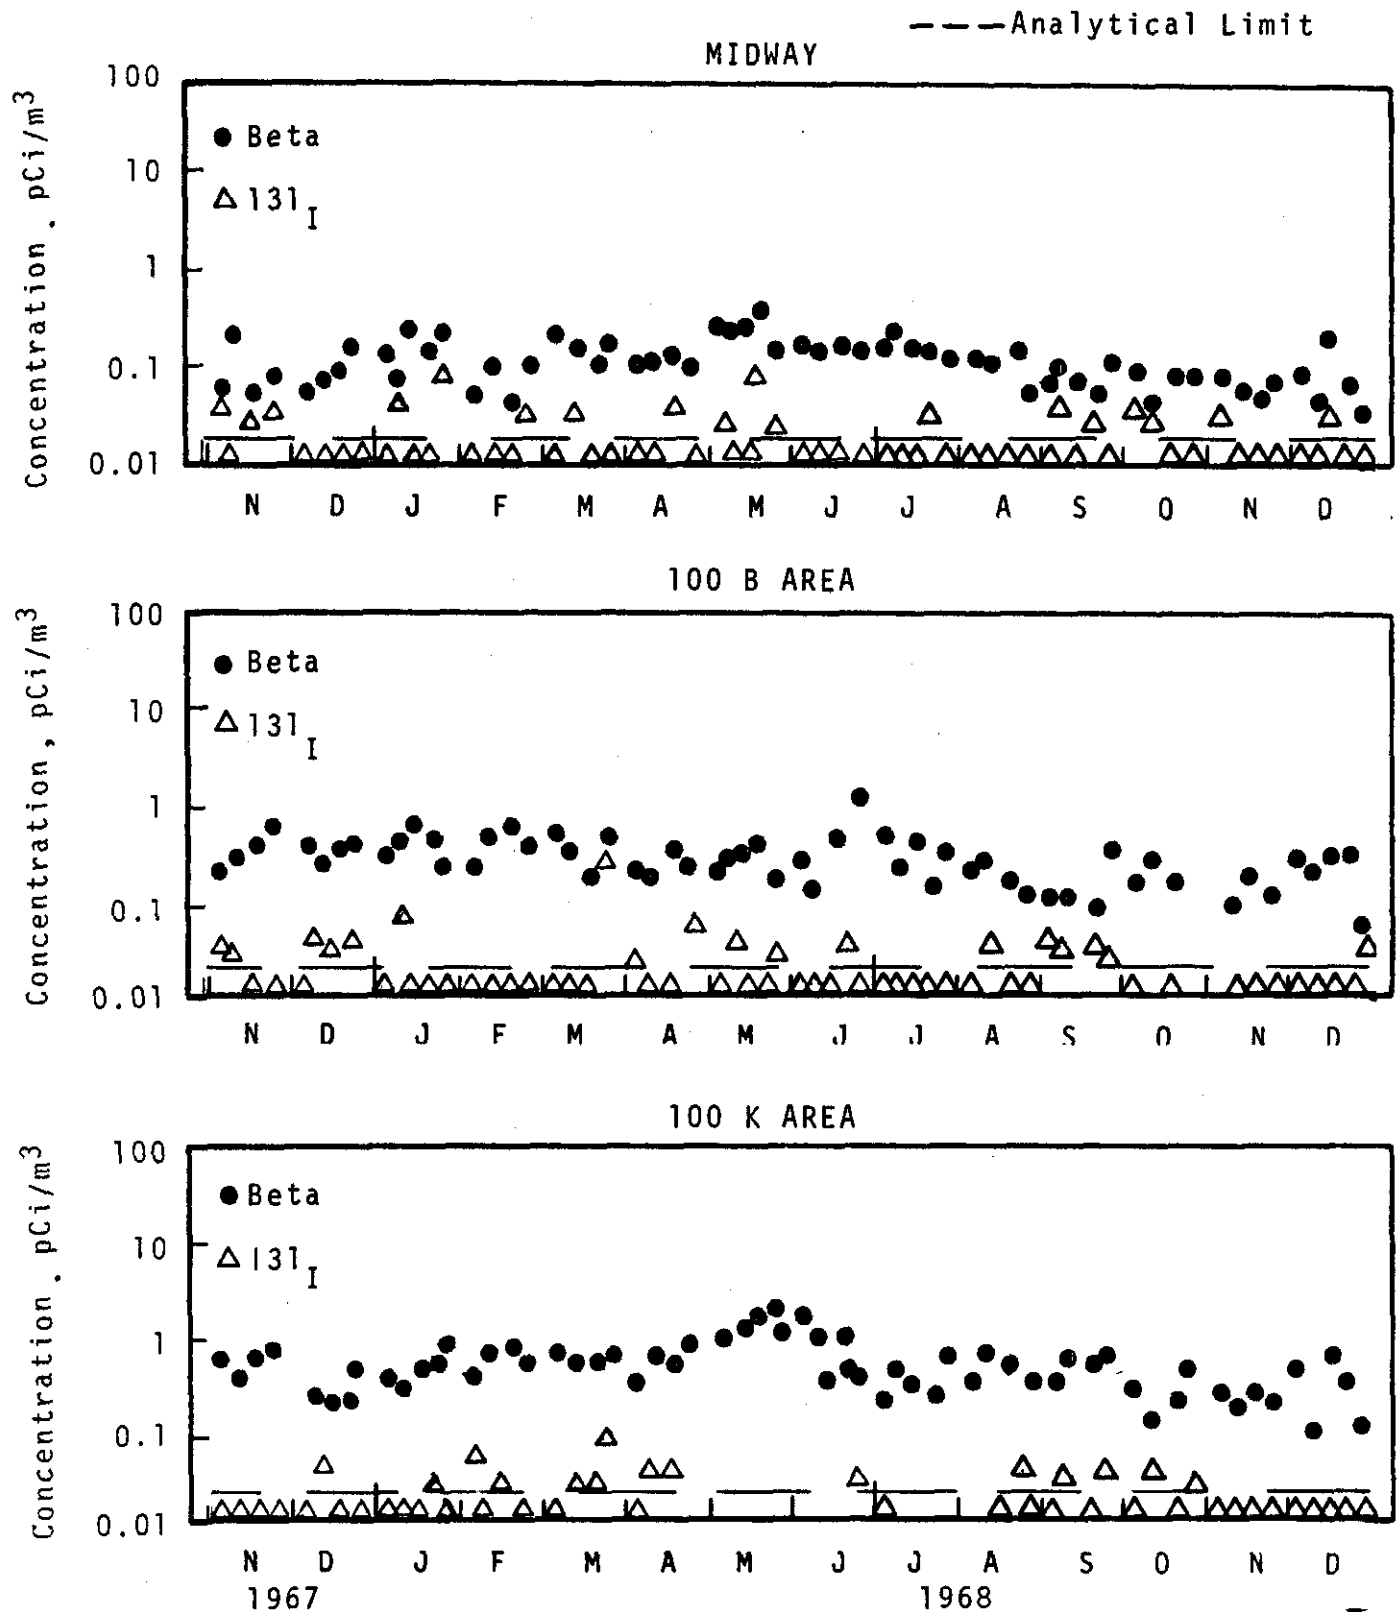 ---Analytical Limit
MIDWAY
Concentration, pCi/m³
100
10
1
0.1
0.01
● Beta
△ 131I
N D J F M A M J J A S O N D
100 B AREA
Concentration, pCi/m³
100
10
1
0.1
0.01
● Beta
△ 131I
N D J F M A M J J A S O N D
100 K AREA
Concentration, pCi/m³
100
10
1
0.1
0.01
● Beta
△ 131I
N D J F M A M J J A S O N D
1967 1968